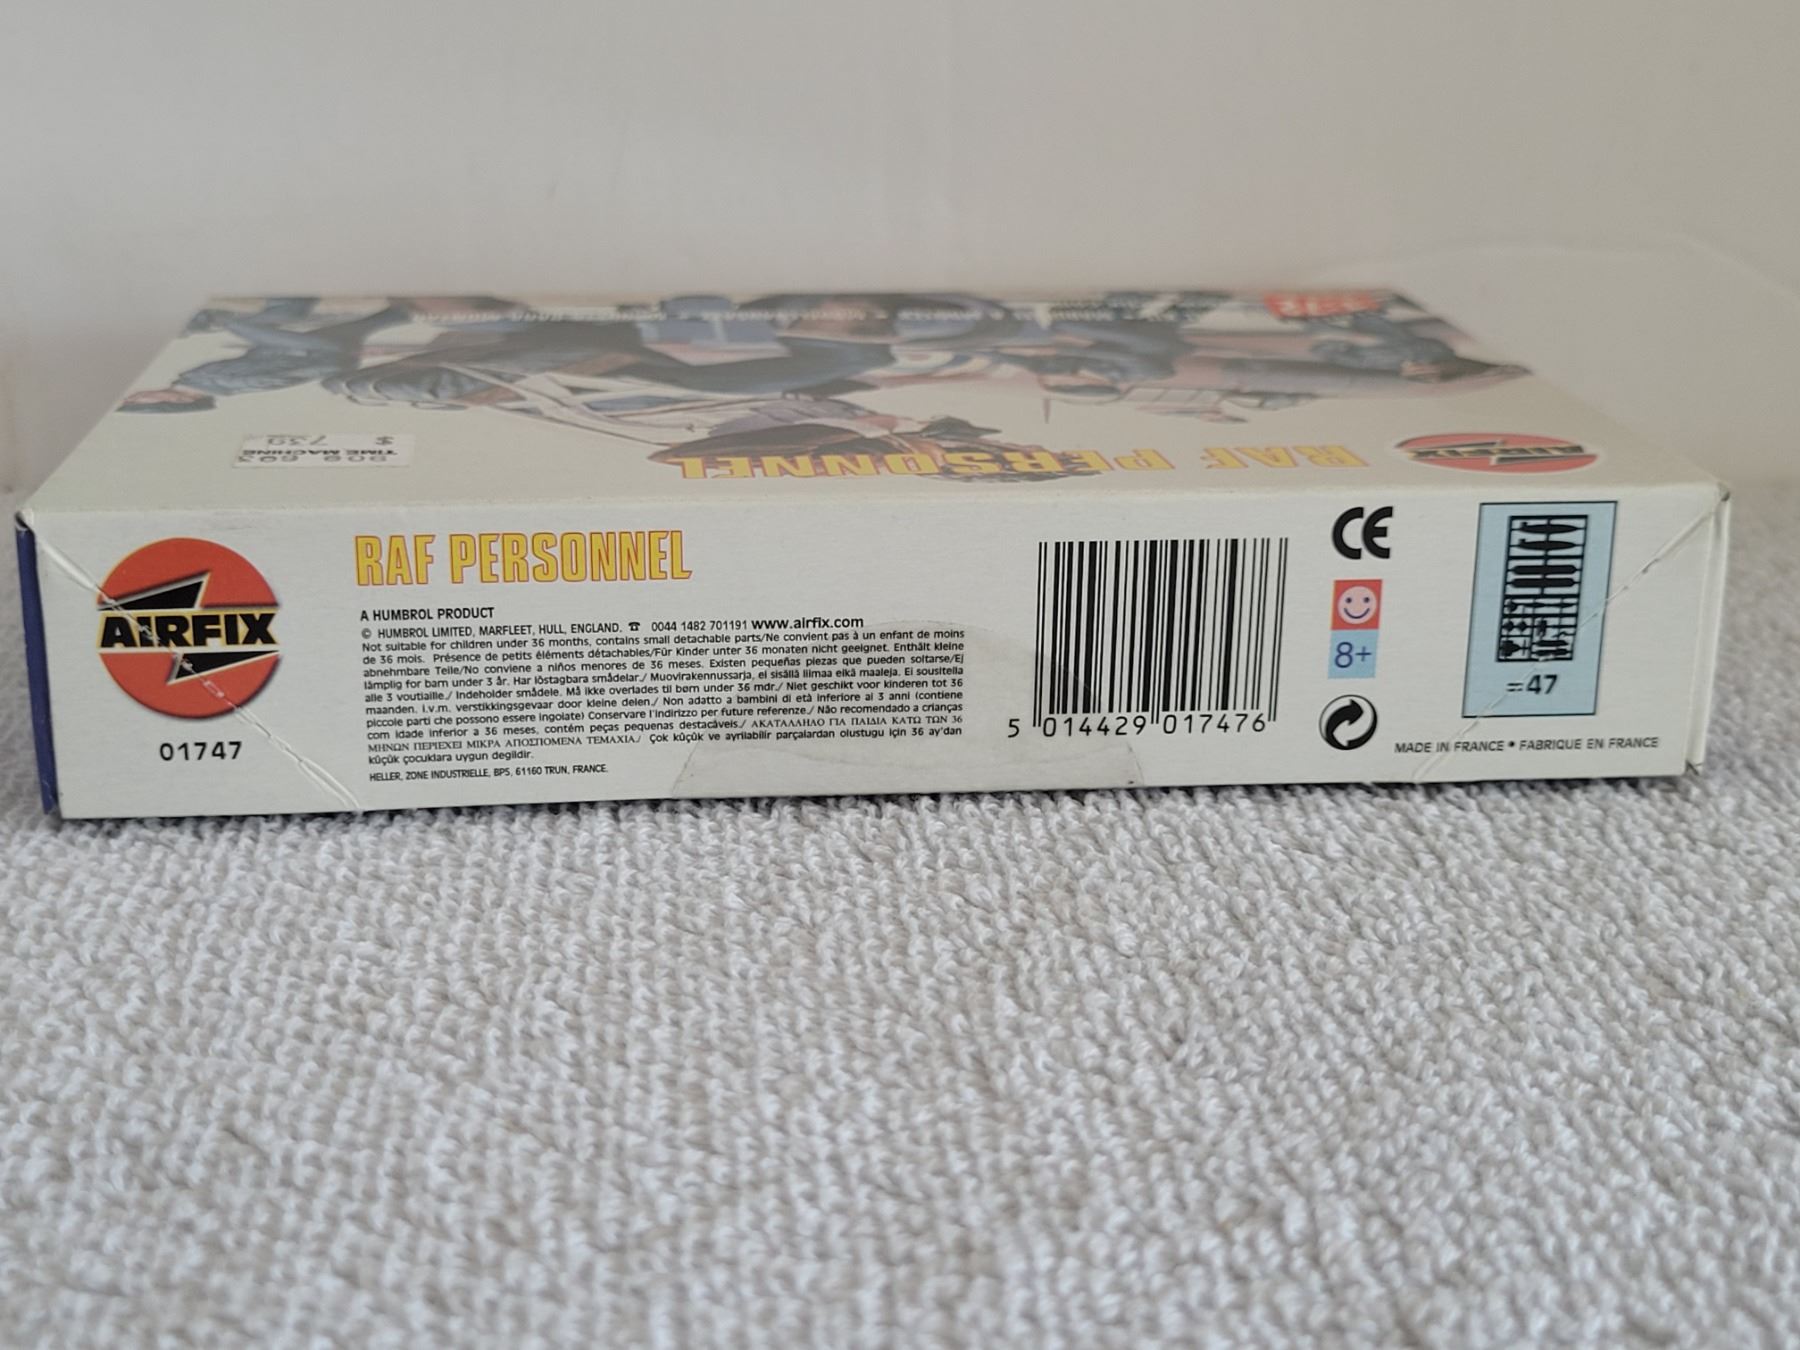 RAF PERSONNEL
AIRFIX
TIME MACHINE
$ 739
AIRFIX
01747
RAF PERSONNEL
A HUMBROL PRODUCT
© HUMBROL LIMITED, MARFLEET, HULL, ENGLAND. ☎ 0044 1482 701191 www.airfix.com
Not suitable for children under 36 months, contains small detachable parts/Ne convient pas à un enfant de moins
de 36 mois. Présence de petits éléments détachables/Für Kinder unter 36 monaten nicht geeignet. Enthält kleine
abnehmbare Teile/No conviene a niños menores de 36 meses. Existen pequeñas piezas que pueden soltarse/Ej
lämplig for barn under 3 år. Har löstagbara smådelar./ Muovirakennussarja, ei sisällä liimaa eikä maaleja. Ei sousitella
alle 3 voutiaille./ Indeholder smådele. Må ikke overlades til børn under 36 mdr./ Niet geschikt voor kinderen tot 36
maanden. i.v.m. verstikkingsgevaar door kleine delen./ Non adatto a bambini di età inferiore ai 3 anni (contiene
piccole parti che possono essere ingoiate) Conservare l'indirizzo per future referenze./ Não recomendado a crianças
com idade inferior a 36 meses, contém peças pequenas destacáveis./ ΑΚΑΤΑΛΛΗΛΟ ΓΙΑ ΠΑΙΔΙΑ ΚΑΤΩ ΤΩΝ 36
ΜΗΝΩΝ ΠΕΡΙΕΧΕΙ ΜΙΚΡΑ ΑΠΟΣΠΟΜΕΝΑ ΤΕΜΑΧΙΑ./ Çok küçük ve ayrilabilir parçalardan olustugu için 36 ay'dan
küçük çocuklara uygun degildir.
HELLER, ZONE INDUSTRIELLE, BP5, 61160 TRUN, FRANCE.
5 014429 017476
CE
8+
=47
MADE IN FRANCE • FABRIQUE EN FRANCE